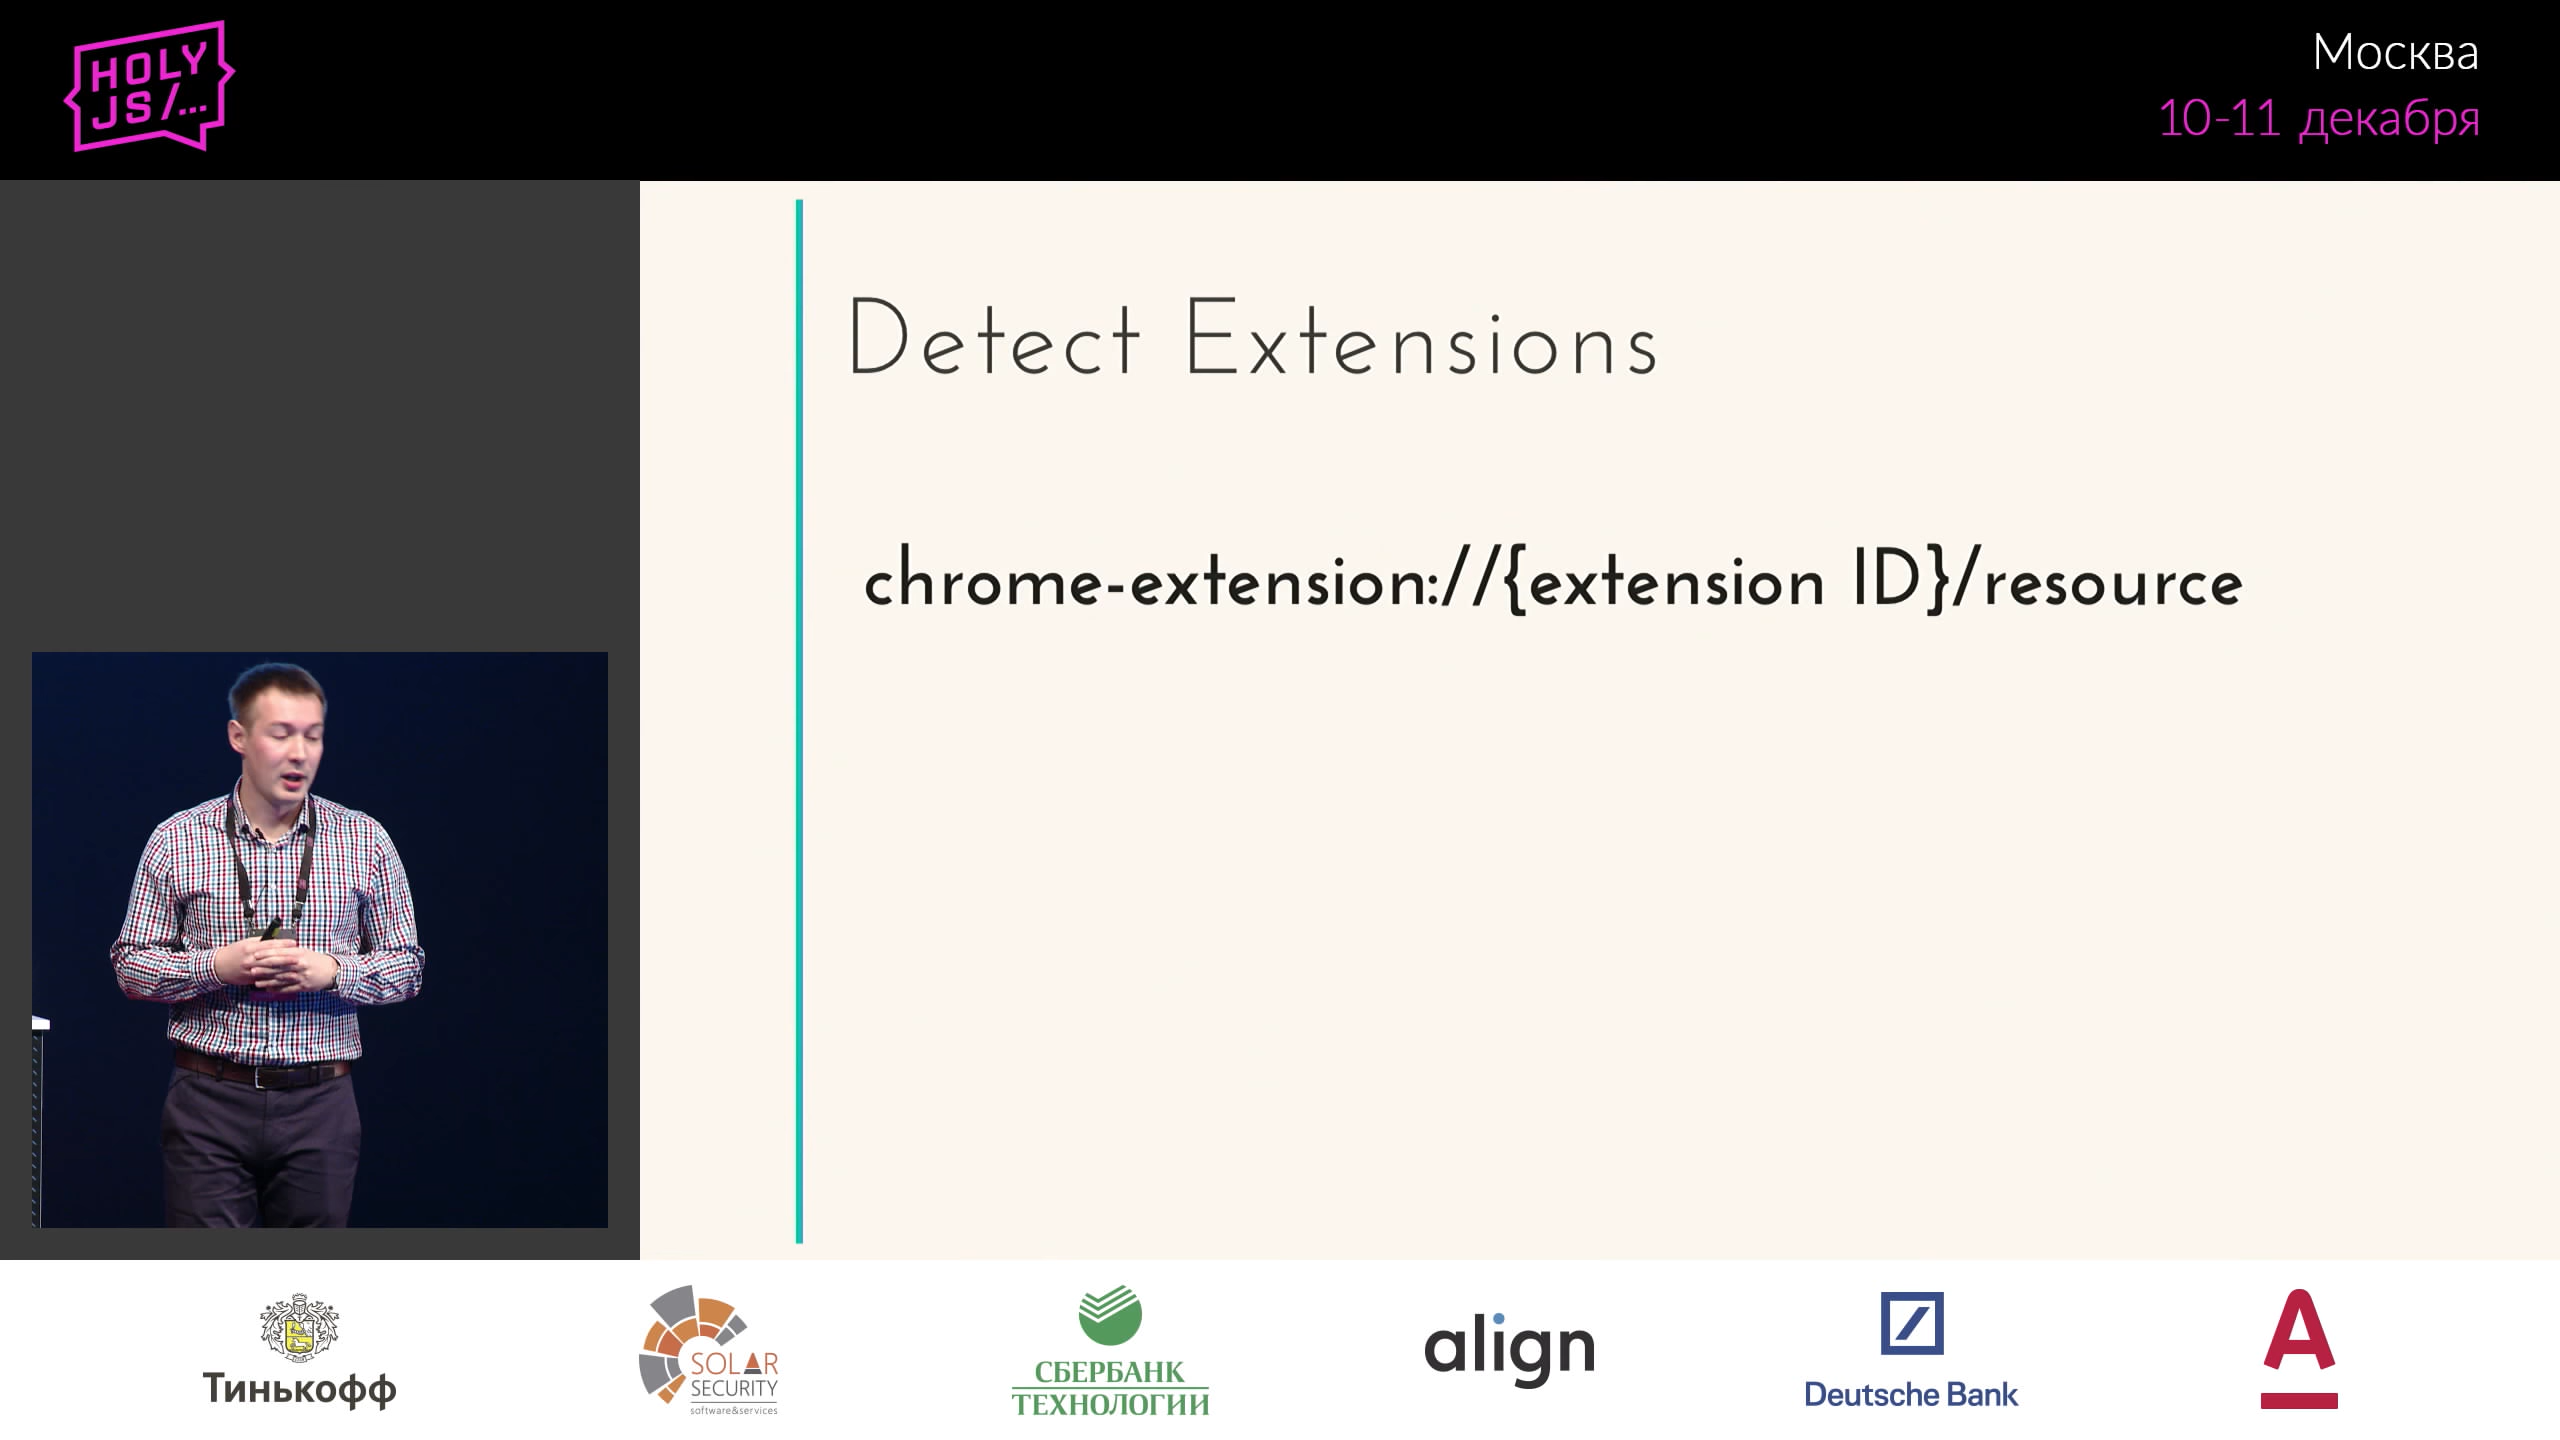 HOLY
JS/...
Москва
10-11 декабря
Detect Extensions
chrome-extension://{extension ID}/resource
Тинькофф
SOLAR
SECURITY
software&services
СБЕРБАНК
ТЕХНОЛОГИИ
align
Deutsche Bank
А